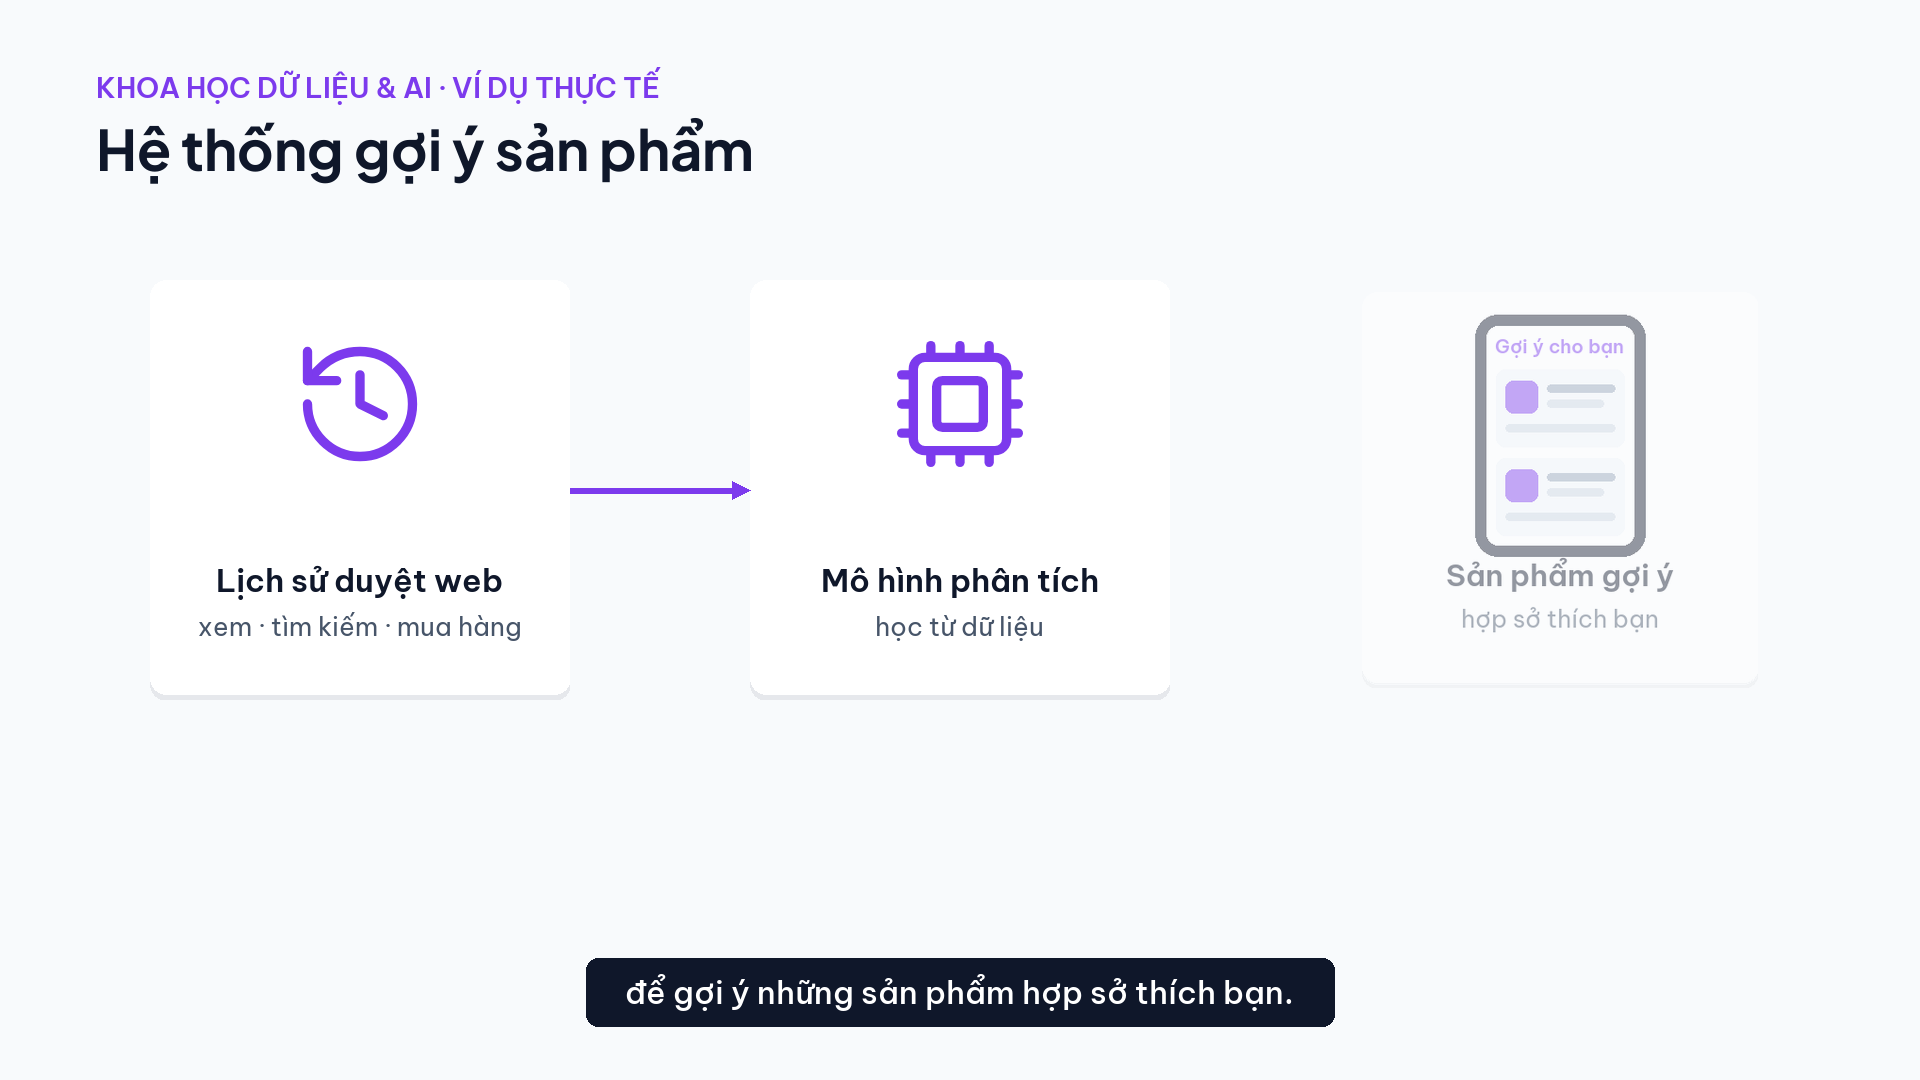 KHOA HỌC DỮ LIỆU & AI · VÍ DỤ THỰC TẾ
Hệ thống gợi ý sản phẩm
Lịch sử duyệt web
xem · tìm kiếm · mua hàng
Mô hình phân tích
học từ dữ liệu
Gợi ý cho bạn
Sản phẩm gợi ý
hợp sở thích bạn
để gợi ý những sản phẩm hợp sở thích bạn.